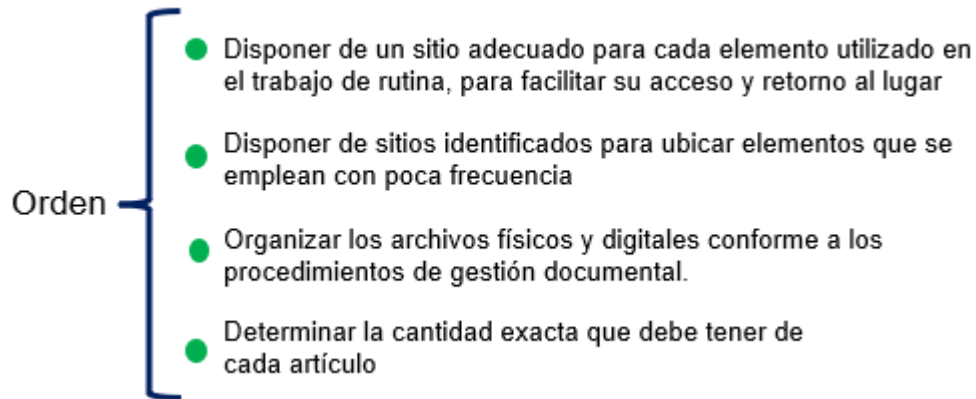 Orden
Disponer de un sitio adecuado para cada elemento utilizado en
el trabajo de rutina, para facilitar su acceso y retorno al lugar
Disponer de sitios identificados para ubicar elementos que se
emplean con poca frecuencia
Organizar los archivos físicos y digitales conforme a los
procedimientos de gestión documental.
Determinar la cantidad exacta que debe tener de
cada artículo